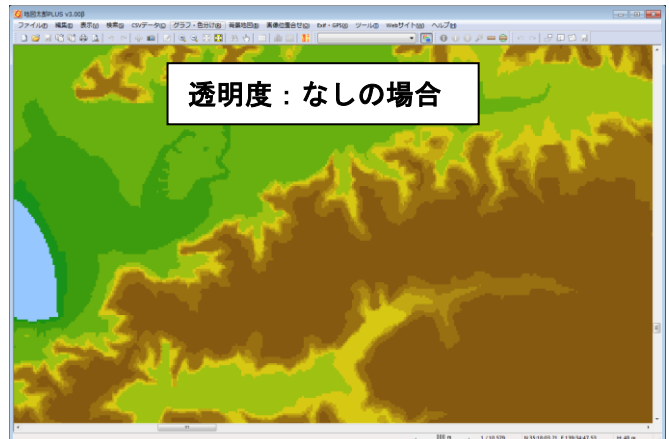 地図太郎PLUS v3.00β
ファイル(F) 編集(E) 表示(V) 検索(S) CSVデータ(C) グラフ・色分け(B) 背景地図(B) 画像位置合せ(Q) Exif・GPS(J) ツール(T) Webサイト(W) ヘルプ(H)
透明度：なしの場合
300 m